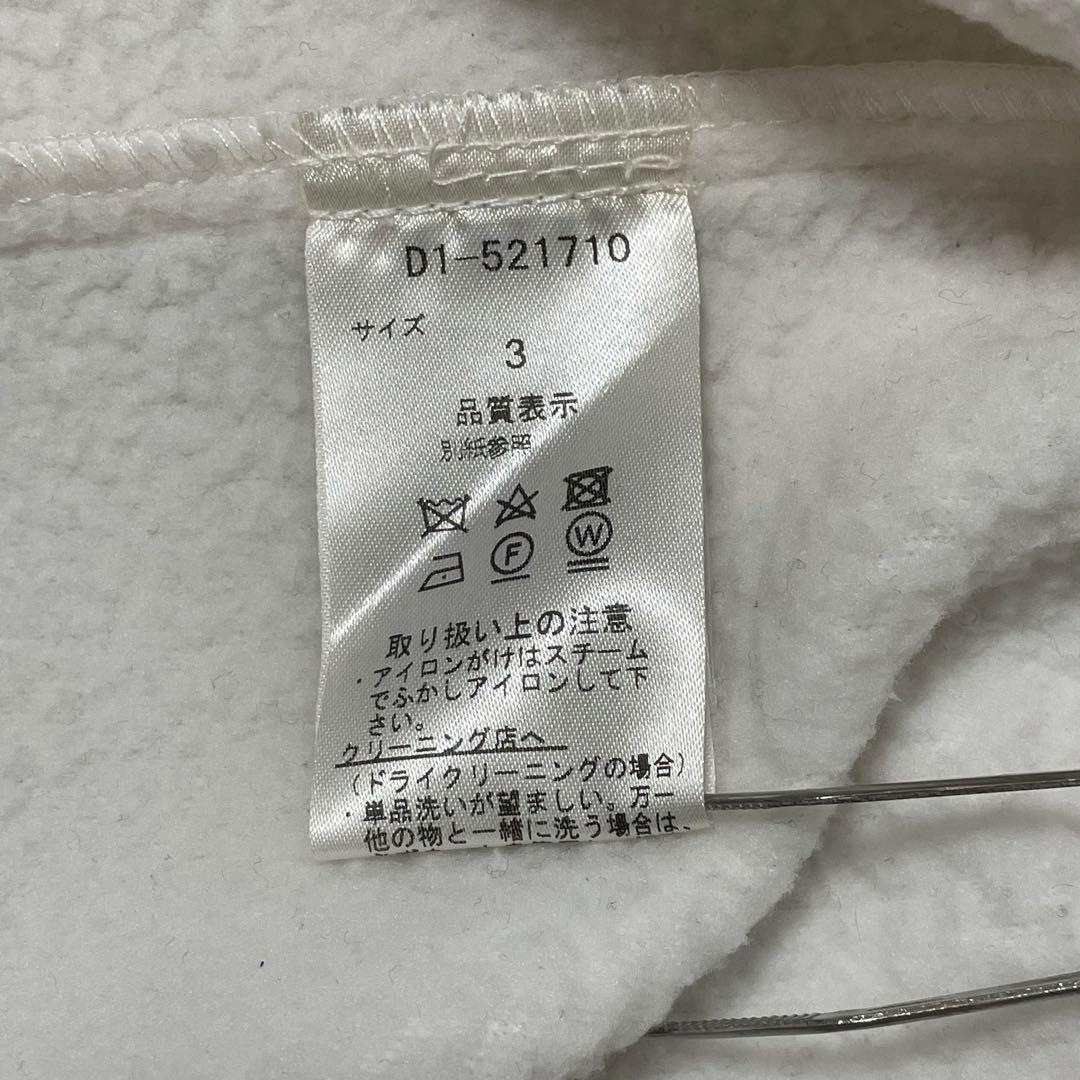 D1-521710
サイズ
3
品質表示
別紙参照
F
W
取り扱い上の注意
・アイロンがけはスチーム
でふかしアイロンして下
さい。
クリーニング店へ
(ドライクリーニングの場合)
・単品洗いが望ましい。万一
他の物と一緒に洗う場合は、